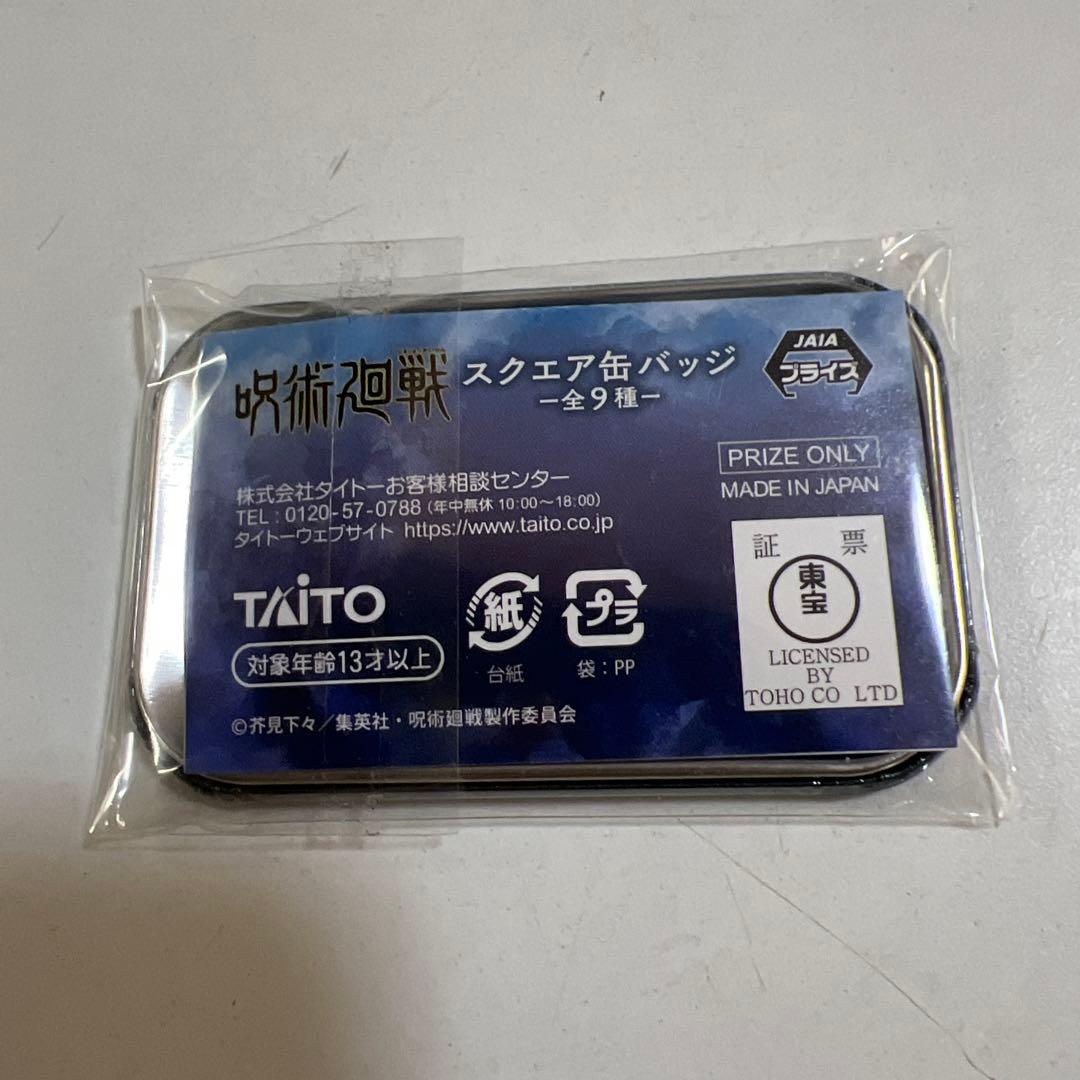 呪術廻戦
スクエア缶バッジ
ー全9種ー
JAIA
プライズ
PRIZE ONLY
MADE IN JAPAN
株式会社タイトーお客様相談センター
TEL：0120-57-0788（年中無休 10:00～18:00）
タイトーウェブサイト https://www.taito.co.jp
TAITO
対象年齢13才以上
紙
台紙
プラ
袋：PP
証 票
東宝
LICENSED
BY
TOHO CO LTD
©芥見下々／集英社・呪術廻戦製作委員会